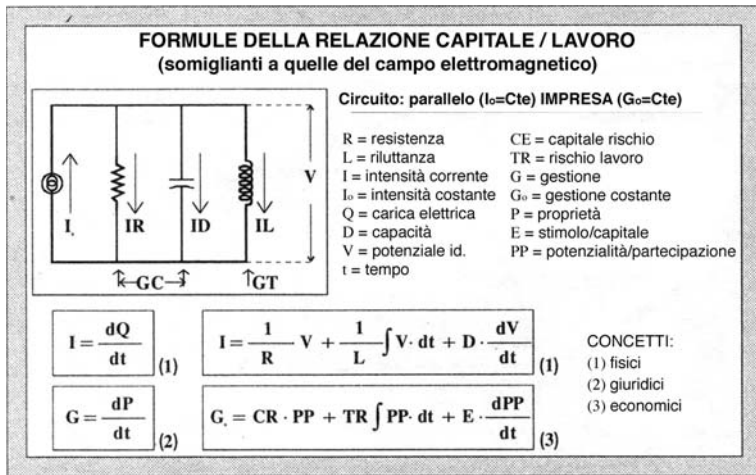 FORMULE DELLA RELAZIONE CAPITALE / LAVORO
(somiglianti a quelle del campo elettromagnetico)
I₀ IR ID IL V
GC GT
Circuito: parallelo (I₀=Cte) IMPRESA (G₀=Cte)
R = resistenza
L = riluttanza
I = intensità corrente
I₀ = intensità costante
Q = carica elettrica
D = capacità
V = potenziale id.
t = tempo
CE = capitale rischio
TR = rischio lavoro
G = gestione
G₀ = gestione costante
P = proprietà
E = stimolo/capitale
PP = potenzialità/partecipazione
I = dQ/dt (1)
I = 1/R V + 1/L ∫ V· dt + D · dV/dt (1)
G = dP/dt (2)
G₀ = CR · PP + TR ∫ PP· dt + E · dPP/dt (3)
CONCETTI:
(1) fisici
(2) giuridici
(3) economici